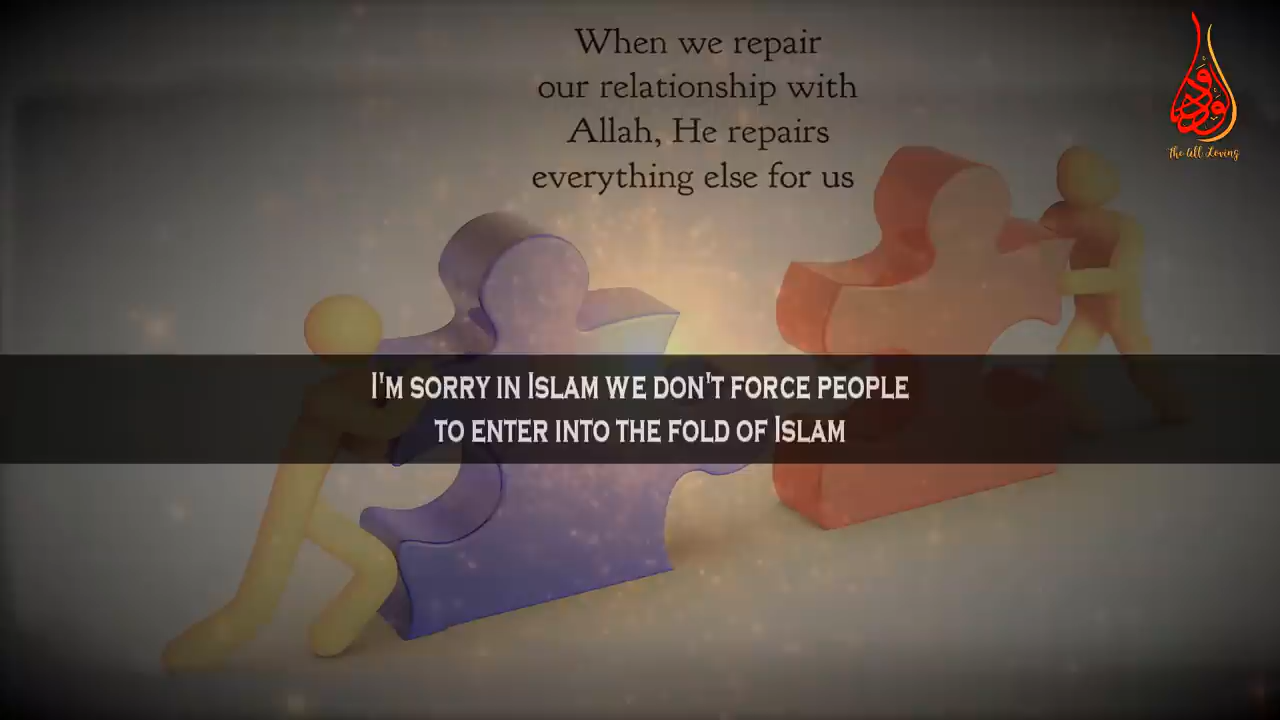 When we repair
our relationship with
Allah, He repairs
everything else for us
الودود
The All Loving
I'm sorry in Islam we don't force people
to enter into the fold of Islam